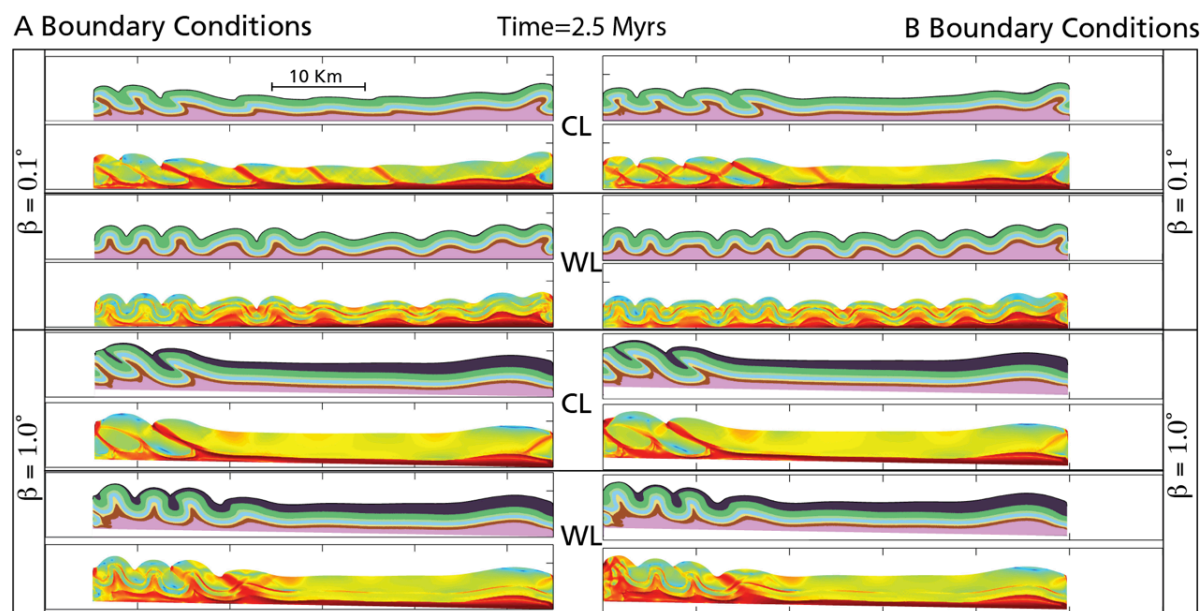 A Boundary Conditions
Time=2.5 Myrs
B Boundary Conditions
10 Km
β = 0.1°
CL
β = 0.1°
WL
β = 1.0°
CL
β = 1.0°
WL